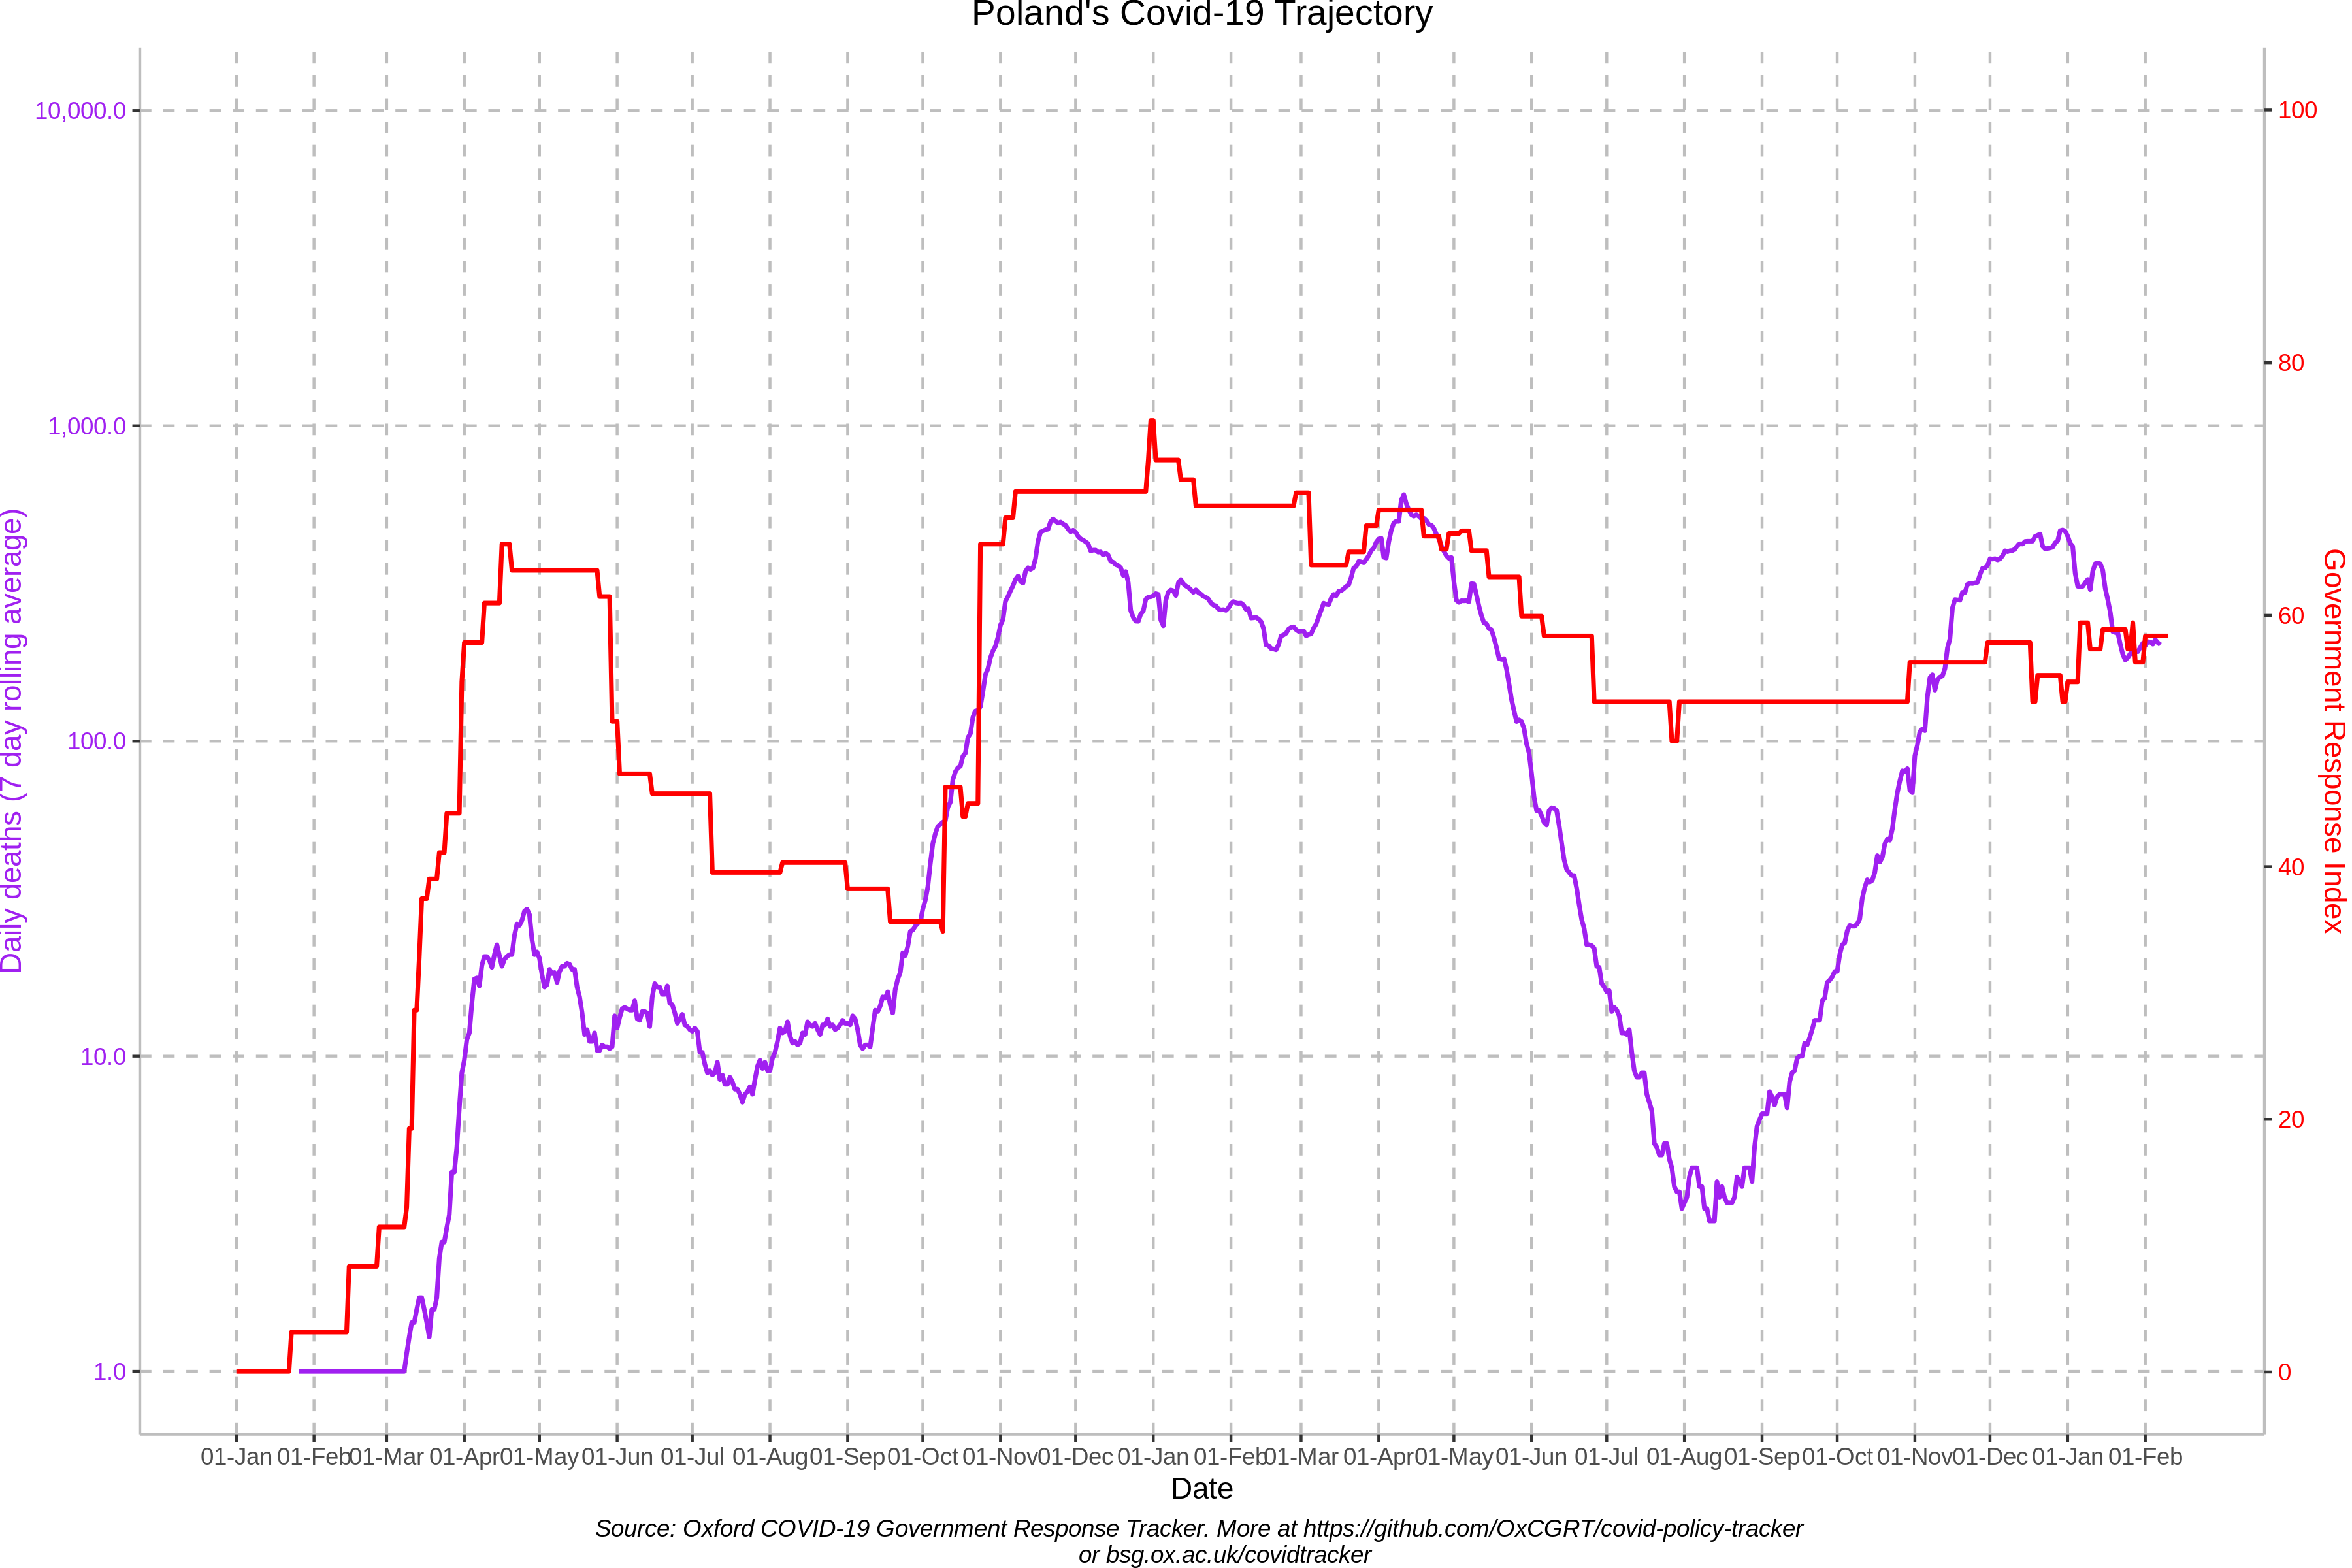 Poland's Covid-19 Trajectory
Daily deaths (7 day rolling average)
10,000.0
1,000.0
100.0
10.0
1.0
100
80
60
40
20
0
Government Response Index
01-Jan 01-Feb 01-Mar 01-Apr 01-May 01-Jun 01-Jul 01-Aug 01-Sep 01-Oct 01-Nov 01-Dec 01-Jan 01-Feb 01-Mar 01-Apr 01-May 01-Jun 01-Jul 01-Aug 01-Sep 01-Oct 01-Nov 01-Dec 01-Jan 01-Feb
Date
Source: Oxford COVID-19 Government Response Tracker. More at https://github.com/OxCGRT/covid-policy-tracker
or bsg.ox.ac.uk/covidtracker